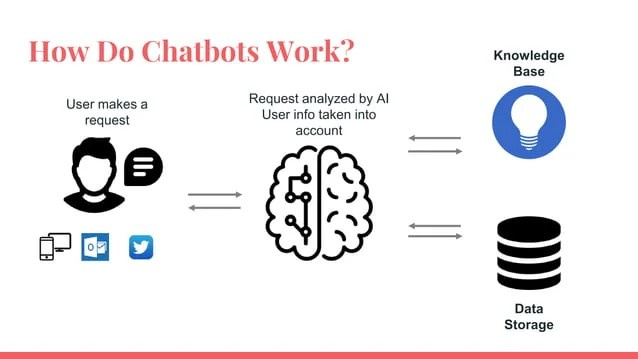 How Do Chatbots Work?
User makes a
request
Request analyzed by AI
User info taken into
account
Knowledge
Base
Data
Storage